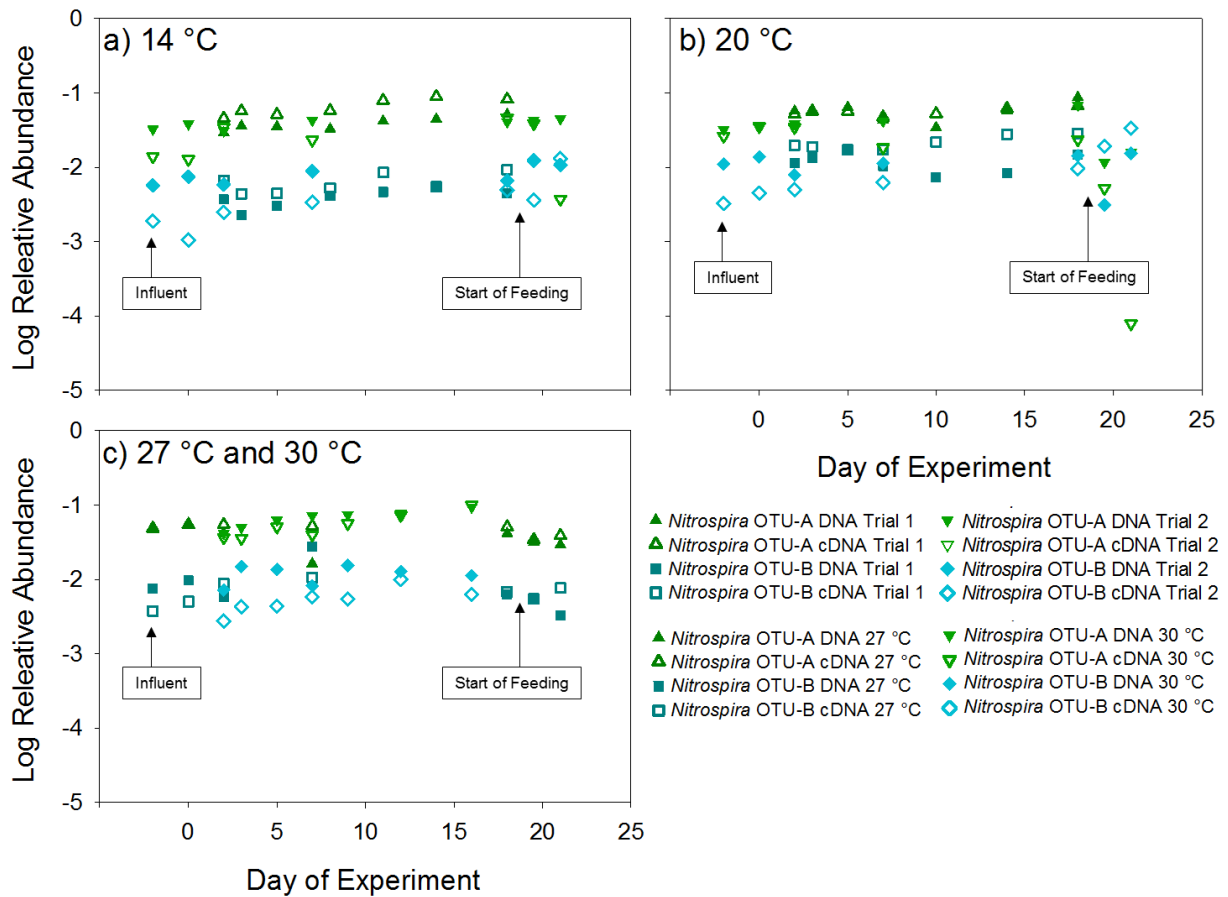 a) 14 °C
b) 20 °C
0
-1
-2
-3
-4
-5
Log Releative Abundance
Influent
Start of Feeding
Influent
Start of Feeding
0 5 10 15 20 25
Day of Experiment
c) 27 °C and 30 °C
0
-1
-2
-3
-4
-5
Log Releative Abundance
Influent
Start of Feeding
0 5 10 15 20 25
Day of Experiment
Nitrospira OTU-A DNA Trial 1
Nitrospira OTU-A cDNA Trial 1
Nitrospira OTU-B DNA Trial 1
Nitrospira OTU-B cDNA Trial 1
Nitrospira OTU-A DNA Trial 2
Nitrospira OTU-A cDNA Trial 2
Nitrospira OTU-B DNA Trial 2
Nitrospira OTU-B cDNA Trial 2
Nitrospira OTU-A DNA 27 °C
Nitrospira OTU-A cDNA 27 °C
Nitrospira OTU-B DNA 27 °C
Nitrospira OTU-B cDNA 27 °C
Nitrospira OTU-A DNA 30 °C
Nitrospira OTU-A cDNA 30 °C
Nitrospira OTU-B DNA 30 °C
Nitrospira OTU-B cDNA 30 °C